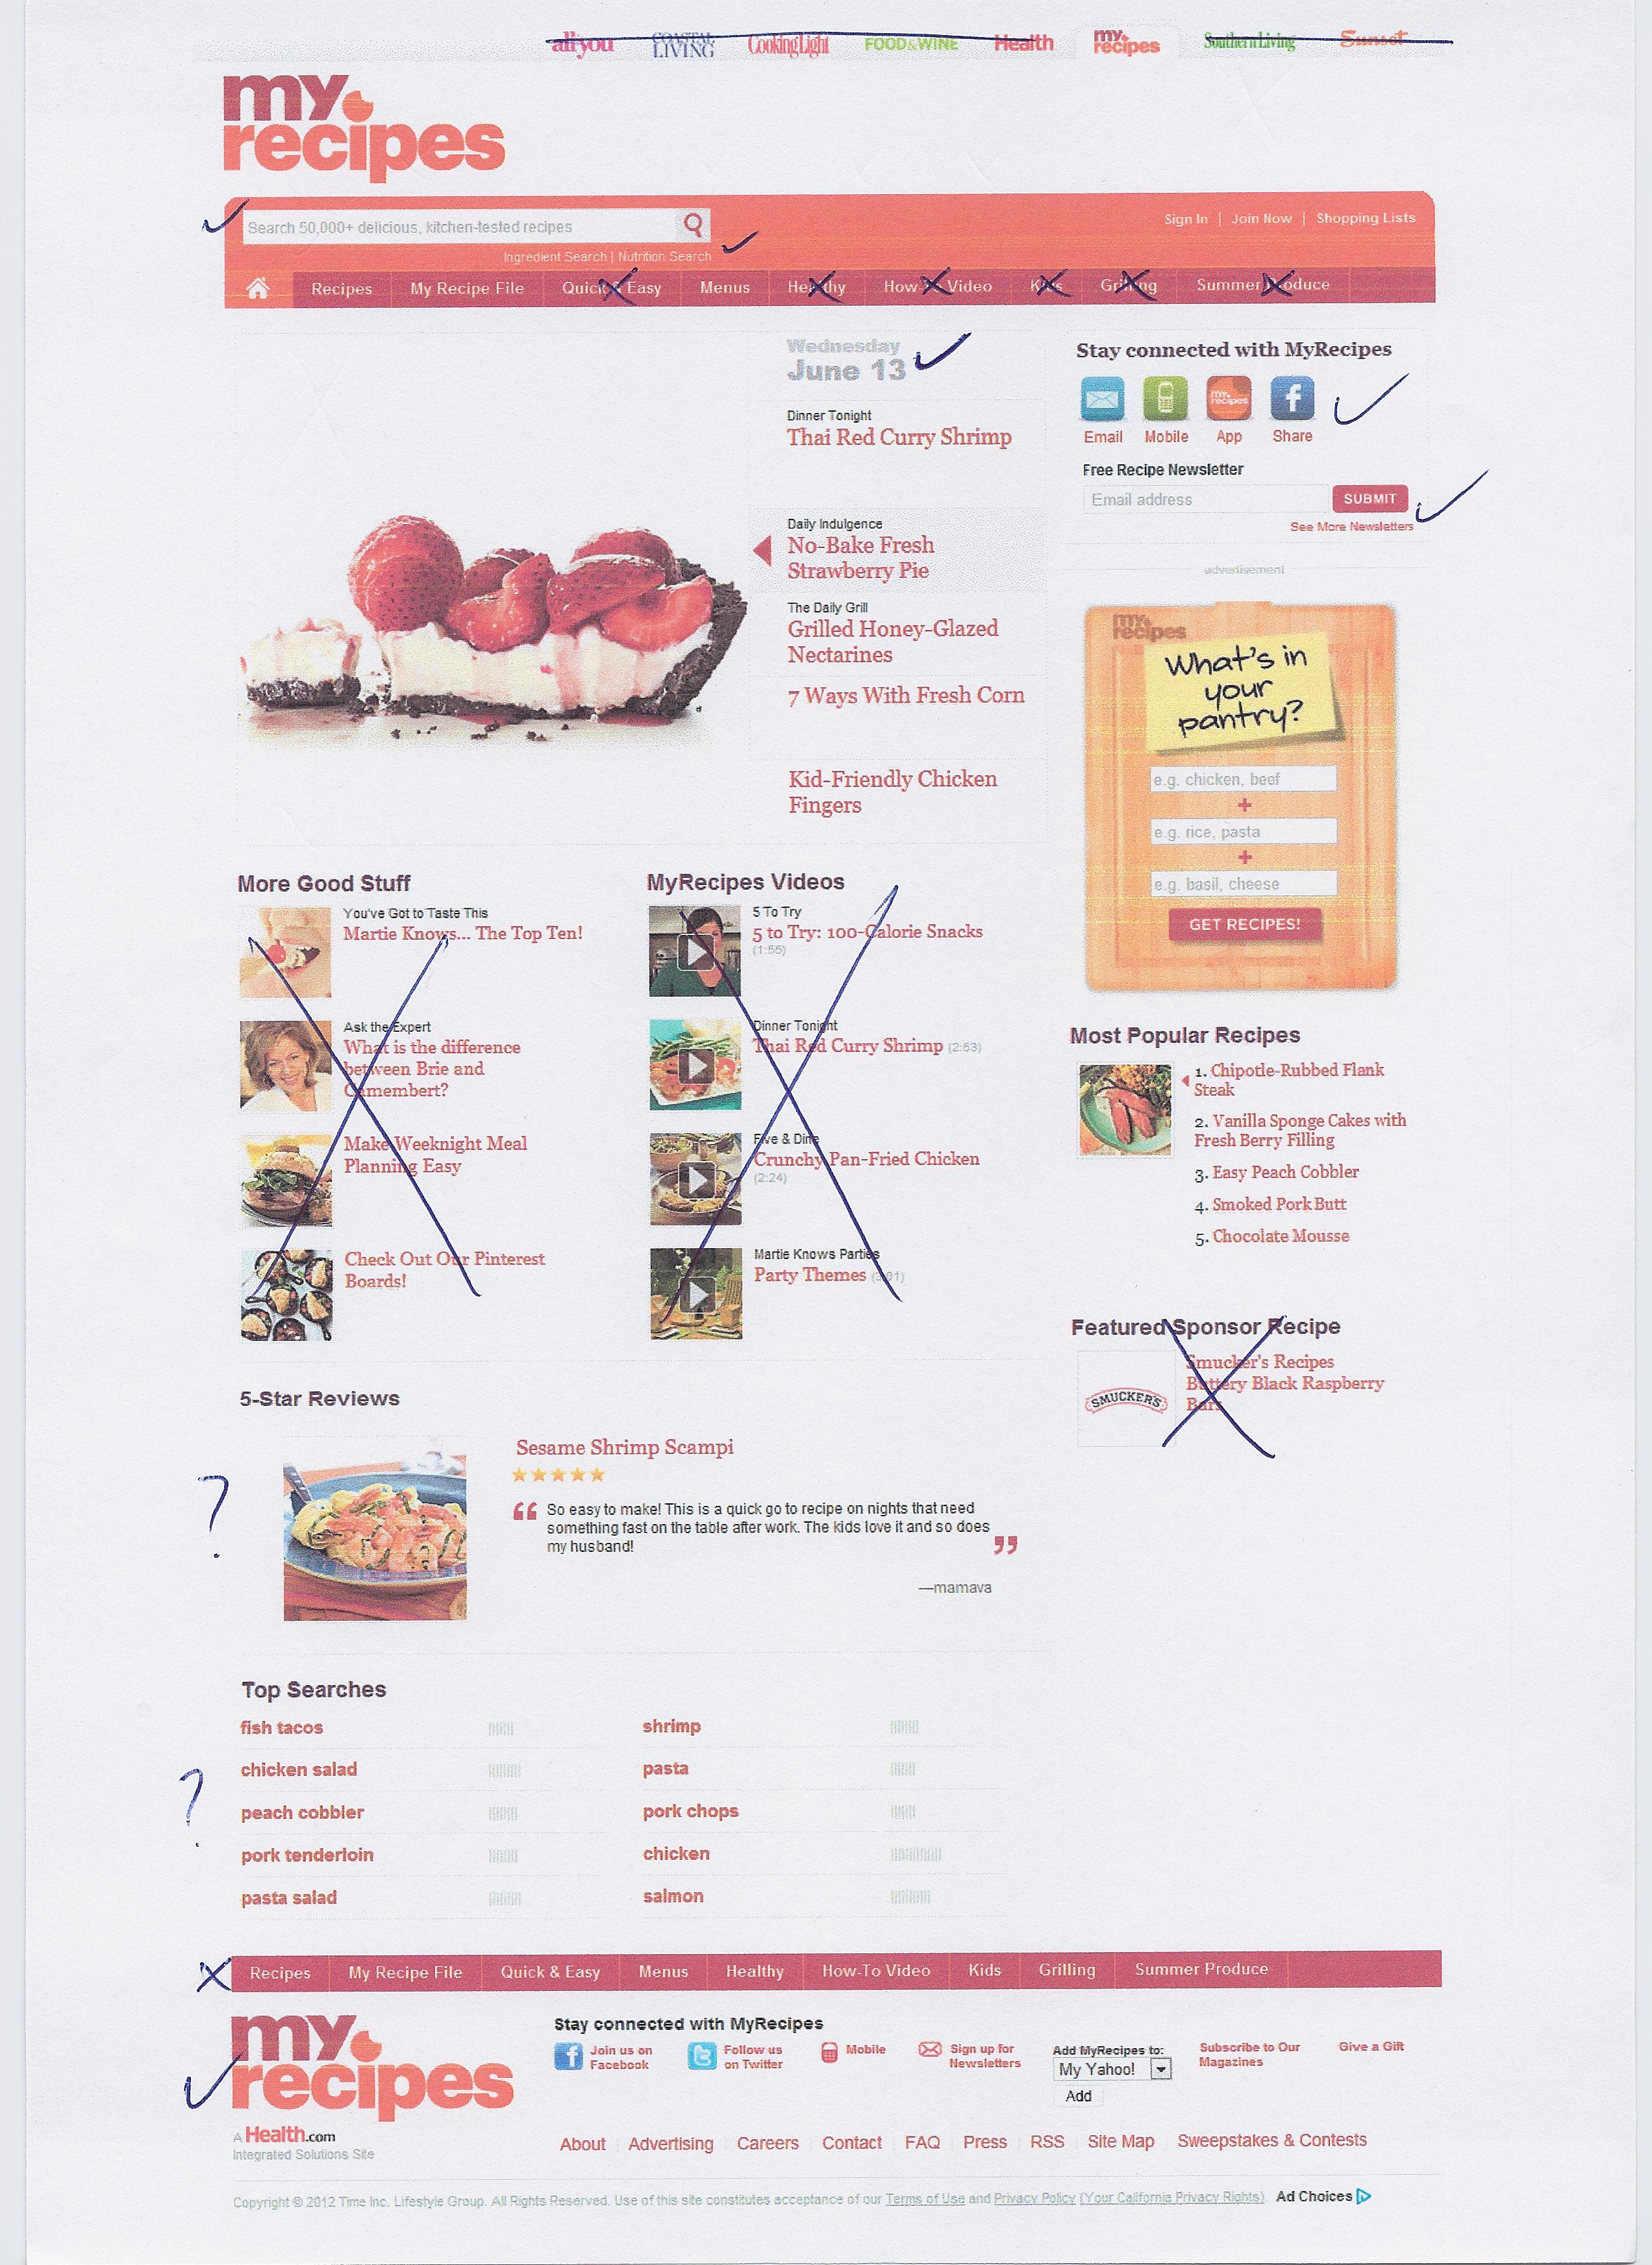 all you COASTAL LIVING CookingLight FOOD&WINE Health my recipes Southern Living Sunset
my
recipes
Search 50,000+ delicious, kitchen-tested recipes
Sign In | Join Now | Shopping Lists
Ingredient Search | Nutrition Search
Recipes My Recipe File Quick & Easy Menus Healthy How-To Video Kids Grilling Summer Produce
Wednesday
June 13
Dinner Tonight
Thai Red Curry Shrimp
Daily Indulgence
No-Bake Fresh
Strawberry Pie
The Daily Grill
Grilled Honey-Glazed
Nectarines
7 Ways With Fresh Corn
Kid-Friendly Chicken
Fingers
Stay connected with MyRecipes
my recipes
Email Mobile App Share
Free Recipe Newsletter
Email address SUBMIT
See More Newsletters
advertisement
my
recipes
What's in
your
pantry?
e.g. chicken, beef
+
e.g. rice, pasta
+
e.g. basil, cheese
GET RECIPES!
More Good Stuff
You've Got to Taste This
Martie Knows... The Top Ten!
Ask the Expert
What is the difference
between Brie and
Camembert?
Make Weeknight Meal
Planning Easy
Check Out Our Pinterest
Boards!
MyRecipes Videos
5 To Try
5 to Try: 100-Calorie Snacks
(1:55)
Dinner Tonight
Thai Red Curry Shrimp (2:53)
Five & Dine
Crunchy Pan-Fried Chicken
(2:24)
Martie Knows Parties
Party Themes
Most Popular Recipes
1. Chipotle-Rubbed Flank
Steak
2. Vanilla Sponge Cakes with
Fresh Berry Filling
3. Easy Peach Cobbler
4. Smoked Pork Butt
5. Chocolate Mousse
Featured Sponsor Recipe
SMUCKER'S
Smucker's Recipes
Buttery Black Raspberry
Bars
5-Star Reviews
?
Sesame Shrimp Scampi
“ So easy to make! This is a quick go to recipe on nights that need
something fast on the table after work. The kids love it and so does
my husband! ”
—mamava
Top Searches
?
fish tacos shrimp
chicken salad pasta
peach cobbler pork chops
pork tenderloin chicken
pasta salad salmon
Recipes My Recipe File Quick & Easy Menus Healthy How-To Video Kids Grilling Summer Produce
my
recipes
A Health.com
Integrated Solutions Site
Stay connected with MyRecipes
Join us on
Facebook
Follow us
on Twitter
Mobile
Sign up for
Newsletters
Add MyRecipes to:
My Yahoo!
Add
Subscribe to Our
Magazines
Give a Gift
About Advertising Careers Contact FAQ Press RSS Site Map Sweepstakes & Contests
Copyright © 2012 Time Inc. Lifestyle Group. All Rights Reserved. Use of this site constitutes acceptance of our Terms of Use and Privacy Policy (Your California Privacy Rights). Ad Choices